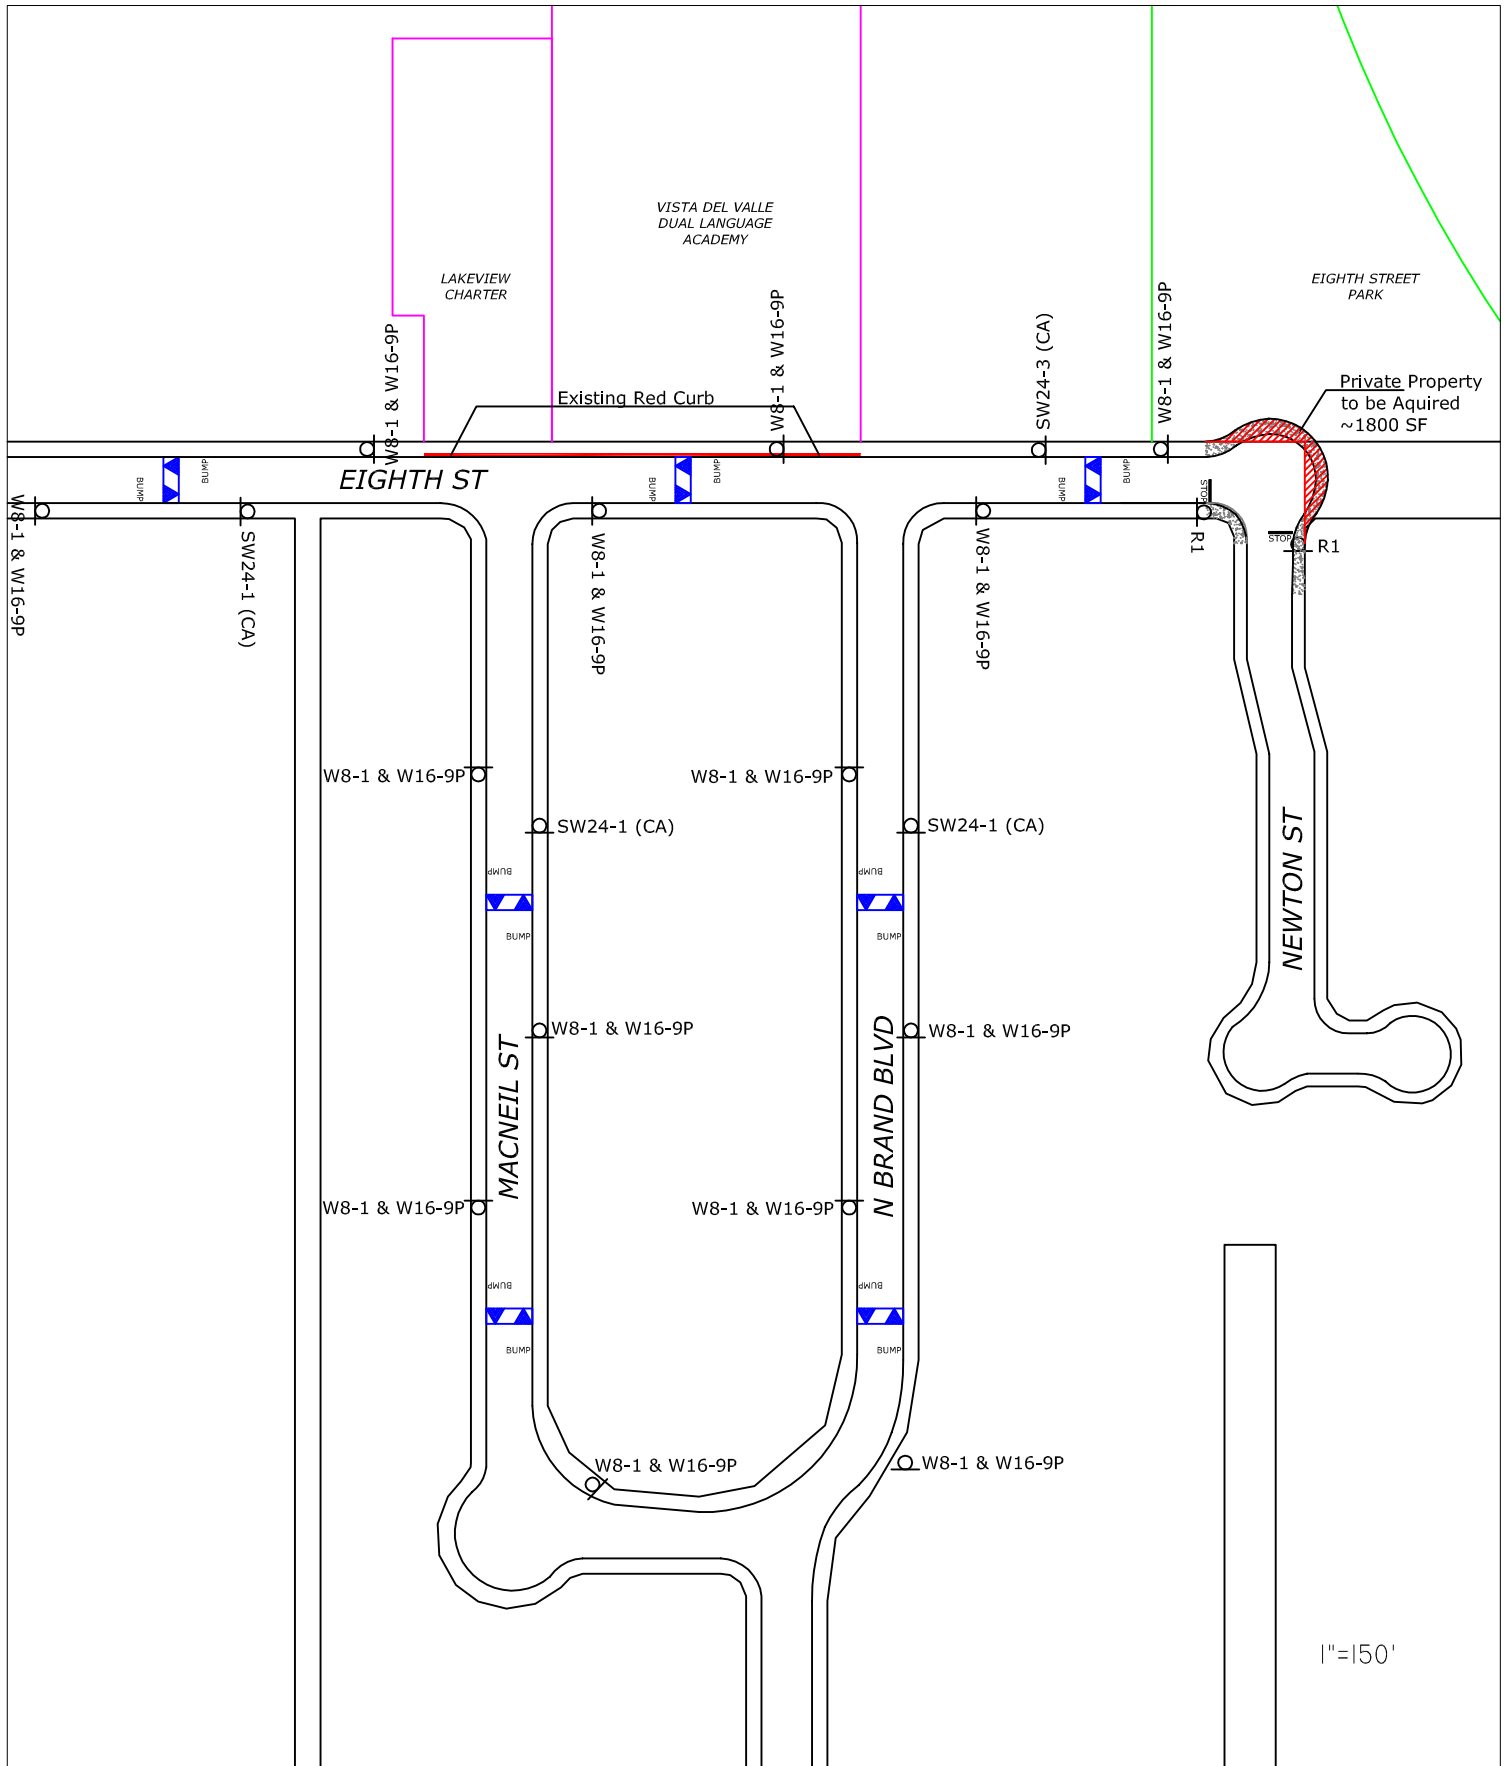 VISTA DEL VALLE
DUAL LANGUAGE
ACADEMY
LAKEVIEW
CHARTER
EIGHTH STREET
PARK
W8-1 & W16-9P
W8-1 & W16-9P
SW24-3 (CA)
W8-1 & W16-9P
Existing Red Curb
Private Property
to be Aquired
~1800 SF
EIGHTH ST
BUMP
BUMP
BUMP
BUMP
BUMP
BUMP
STOP
STOP
W8-1 & W16-9P
SW24-1 (CA)
W8-1 & W16-9P
W8-1 & W16-9P
R1
R1
W8-1 & W16-9P
W8-1 & W16-9P
SW24-1 (CA)
SW24-1 (CA)
BUMP
BUMP
BUMP
BUMP
NEWTON ST
W8-1 & W16-9P
W8-1 & W16-9P
MACNEIL ST
N BRAND BLVD
W8-1 & W16-9P
W8-1 & W16-9P
BUMP
BUMP
BUMP
BUMP
W8-1 & W16-9P
W8-1 & W16-9P
1"=150'